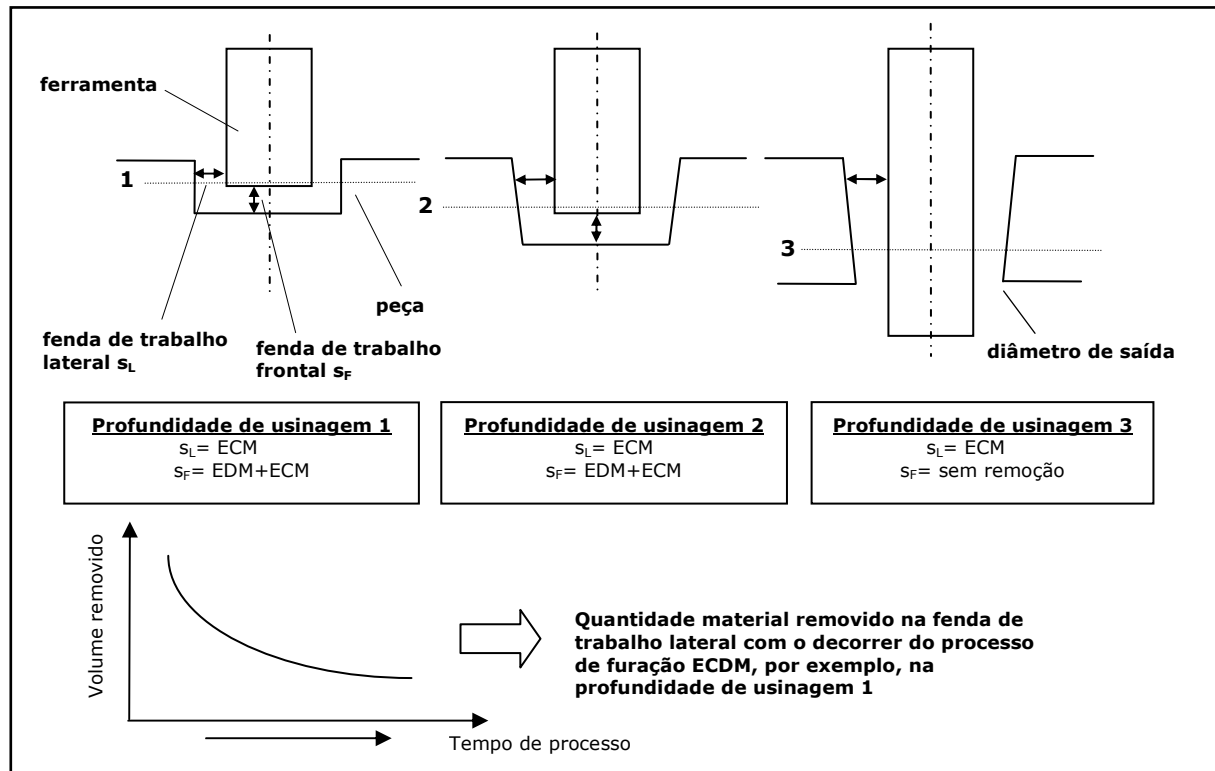 ferramenta
1
2
3
peça
fenda de trabalho
lateral sL
fenda de trabalho
frontal sF
diâmetro de saída
Profundidade de usinagem 1
sL= ECM
sF= EDM+ECM
Profundidade de usinagem 2
sL= ECM
sF= EDM+ECM
Profundidade de usinagem 3
sL= ECM
sF= sem remoção
Volume removido
Quantidade material removido na fenda de
trabalho lateral com o decorrer do processo
de furação ECDM, por exemplo, na
profundidade de usinagem 1
Tempo de processo